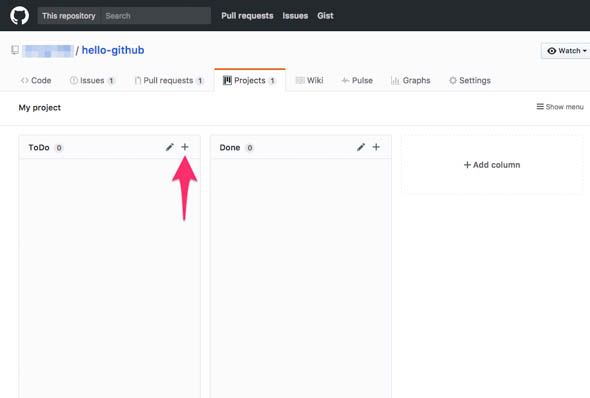 This repository Search Pull requests Issues Gist
/ hello-github Watch
Code Issues 1 Pull requests 1 Projects 1 Wiki Pulse Graphs Settings
My project Show menu
ToDo 0 Done 0
+ Add column